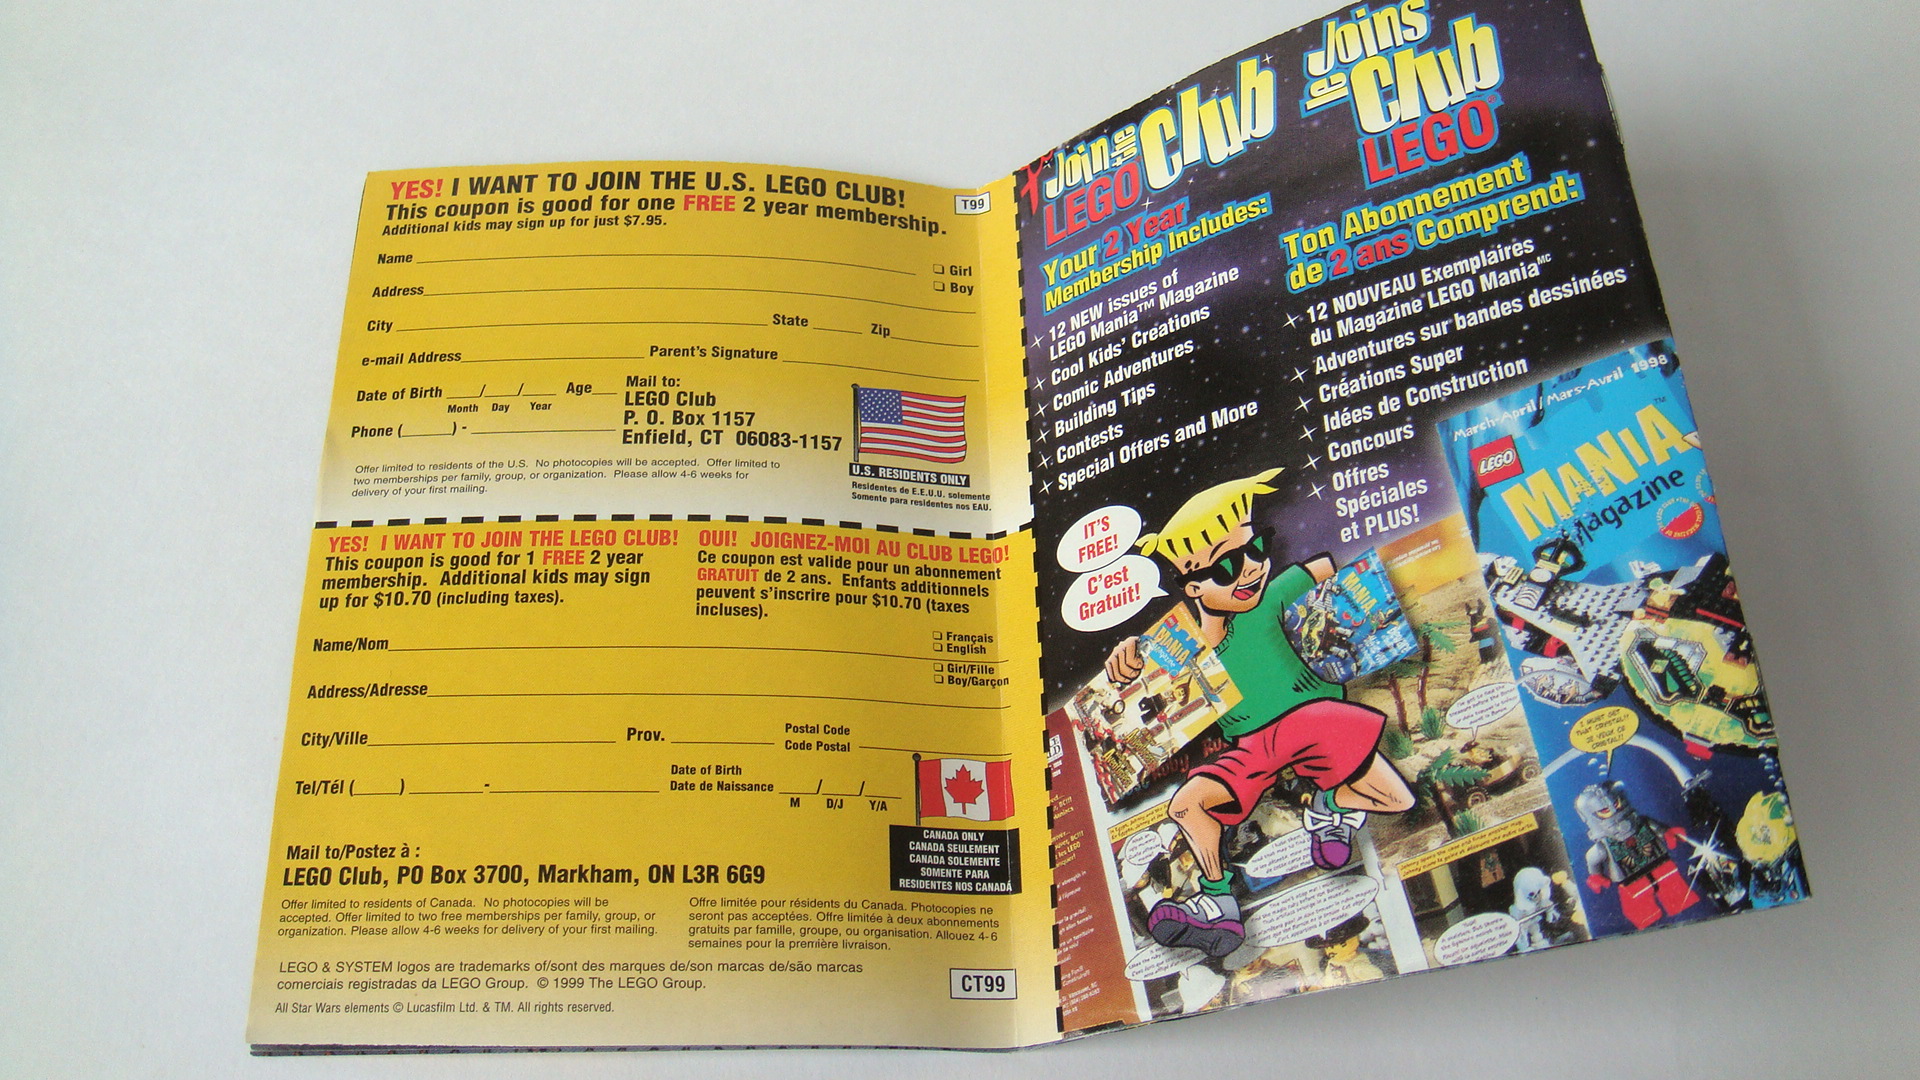 YES! I WANT TO JOIN THE U.S. LEGO CLUB!
This coupon is good for one FREE 2 year membership.
Additional kids may sign up for just $7.95.
T99
Name
Girl
Address
Boy
City State Zip
e-mail Address Parent's Signature
Date of Birth / / Age
Month Day Year
Phone ( ) -
Mail to:
LEGO Club
P. O. Box 1157
Enfield, CT 06083-1157
U.S. RESIDENTS ONLY
Residentes de E.E.U.U. solemente
Somente para residentes nos EAU.
Offer limited to residents of the U.S. No photocopies will be accepted. Offer limited to
two memberships per family, group, or organization. Please allow 4-6 weeks for
delivery of your first mailing.
YES! I WANT TO JOIN THE LEGO CLUB!
This coupon is good for 1 FREE 2 year
membership. Additional kids may sign
up for $10.70 (including taxes).
OUI! JOIGNEZ-MOI AU CLUB LEGO!
Ce coupon est valide pour un abonnement
GRATUIT de 2 ans. Enfants additionnels
peuvent s'inscrire pour $10.70 (taxes
incluses).
Français
English
Name/Nom
Girl/Fille
Boy/Garçon
Address/Adresse
City/Ville Prov.
Postal Code
Code Postal
Tel/Tél ( ) -
Date of Birth
Date de Naissance / /
M D/J Y/A
CANADA ONLY
CANADA SEULEMENT
CANADA SOLEMENTE
SOMENTE PARA
RESIDENTES NOS CANADÁ
Mail to/Postez à :
LEGO Club, PO Box 3700, Markham, ON L3R 6G9
Offer limited to residents of Canada. No photocopies will be
accepted. Offer limited to two free memberships per family, group, or
organization. Please allow 4-6 weeks for delivery of your first mailing.
Offre limitée pour résidents du Canada. Photocopies ne
seront pas acceptées. Offre limitée à deux abonnements
gratuits par famille, groupe, ou organisation. Allouez 4-6
semaines pour la première livraison.
LEGO & SYSTEM logos are trademarks of/sont des marques de/son marcas de/são marcas
comerciais registradas da LEGO Group. © 1999 The LEGO Group.
CT99
All Star Wars elements © Lucasfilm Ltd. & TM. All rights reserved.
Join the
LEGO Club
Your 2 Year
Membership Includes:
12 NEW issues of
LEGO Mania™ Magazine
Cool Kids' Creations
Comic Adventures
Building Tips
Contests
Special Offers and More
Joins
le Club
LEGO®
Ton Abonnement
de 2 ans Comprend:
12 NOUVEAU Exemplaires
du Magazine LEGO Mania MC
Adventures sur bandes dessinées
Créations Super
Idées de Construction
Concours
Offres
Spéciales
et PLUS!
IT'S
FREE!
C'est
Gratuit!
March-April / Mars-Avril 1998
LEGO
MANIA™
Magazine
MANIA
MANIA
I MUST GET
THAT CRYSTAL!!
JE VEUX CE
CRISTAL!!